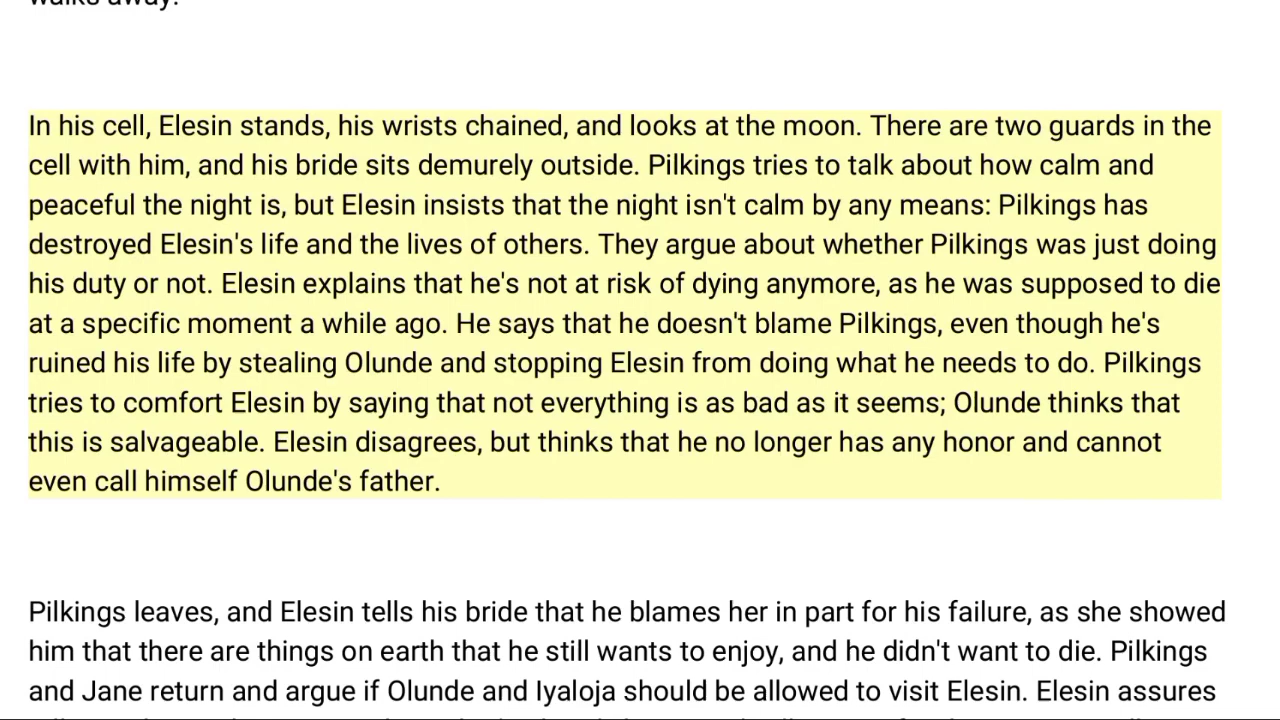 walks away.
In his cell, Elesin stands, his wrists chained, and looks at the moon. There are two guards in the
cell with him, and his bride sits demurely outside. Pilkings tries to talk about how calm and
peaceful the night is, but Elesin insists that the night isn't calm by any means: Pilkings has
destroyed Elesin's life and the lives of others. They argue about whether Pilkings was just doing
his duty or not. Elesin explains that he's not at risk of dying anymore, as he was supposed to die
at a specific moment a while ago. He says that he doesn't blame Pilkings, even though he's
ruined his life by stealing Olunde and stopping Elesin from doing what he needs to do. Pilkings
tries to comfort Elesin by saying that not everything is as bad as it seems; Olunde thinks that
this is salvageable. Elesin disagrees, but thinks that he no longer has any honor and cannot
even call himself Olunde's father.
Pilkings leaves, and Elesin tells his bride that he blames her in part for his failure, as she showed
him that there are things on earth that he still wants to enjoy, and he didn't want to die. Pilkings
and Jane return and argue if Olunde and Iyaloja should be allowed to visit Elesin. Elesin assures